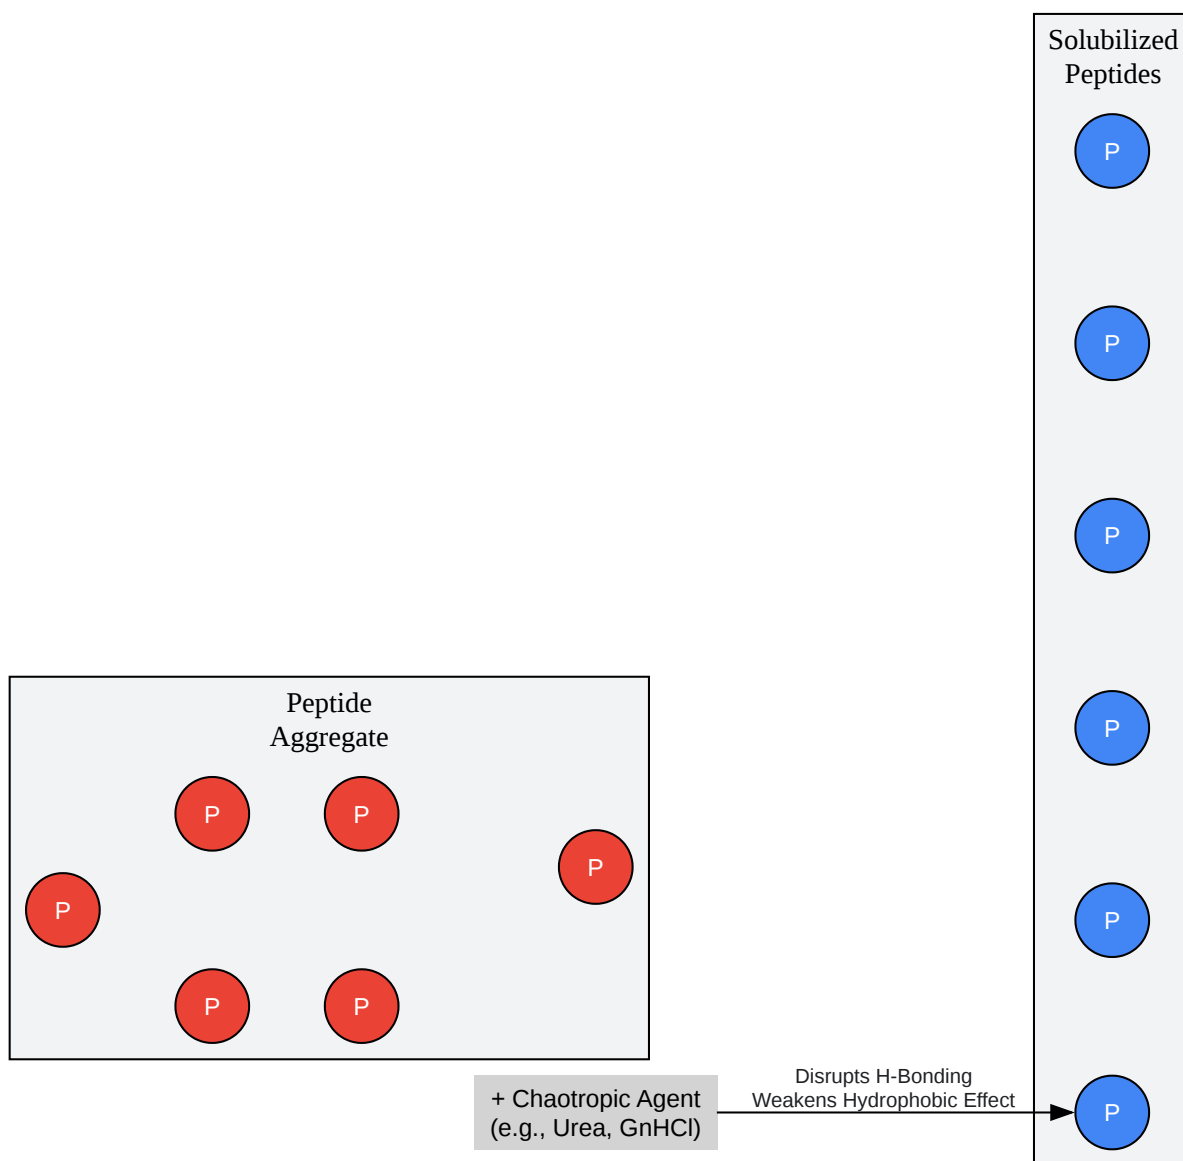 Solubilized
Peptides
P
P
P
P
P
P
Peptide
Aggregate
P
P
P
P
P
P
+ Chaotropic Agent
(e.g., Urea, GnHCl)
Disrupts H-Bonding
Weakens Hydrophobic Effect